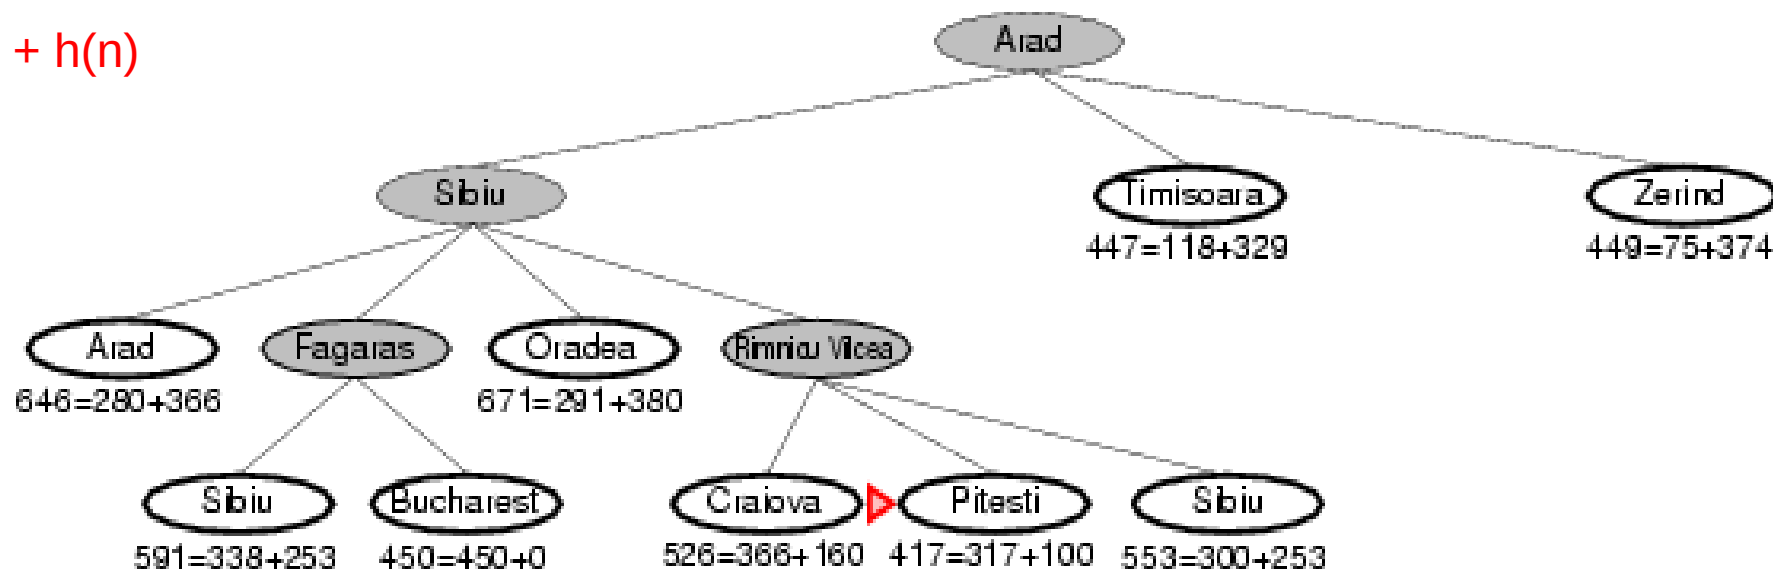 + h(n)
Arad
Sibiu
Timisoara
Zerind
447=118+329
449=75+374
Arad
Fagaras
Oradea
Rimnicu Vilcea
646=280+366
671=291+380
Sibiu
Bucharest
Craiova
Pitesti
Sibiu
591=338+253
450=450+0
526=366+160
417=317+100
553=300+253